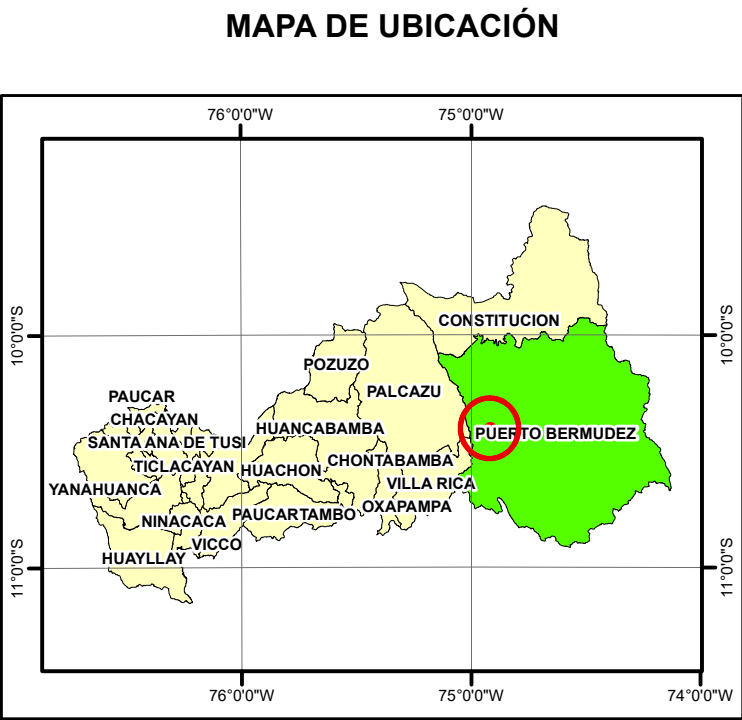 MAPA DE UBICACIÓN
76°0'0"W
75°0'0"W
10°0'0"S
10°0'0"S
CONSTITUCION
POZUZO
PALCAZU
PAUCAR
CHACAYAN
HUANCABAMBA
PUERTO BERMUDEZ
SANTA ANA DE TUSI
CHONTABAMBA
TICLACAYAN
HUACHON
VILLA RICA
YANAHUANCA
OXAPAMPA
PAUCARTAMBO
NINACACA
VICCO
HUAYLLAY
11°0'0"S
11°0'0"S
76°0'0"W
75°0'0"W
74°0'0"W